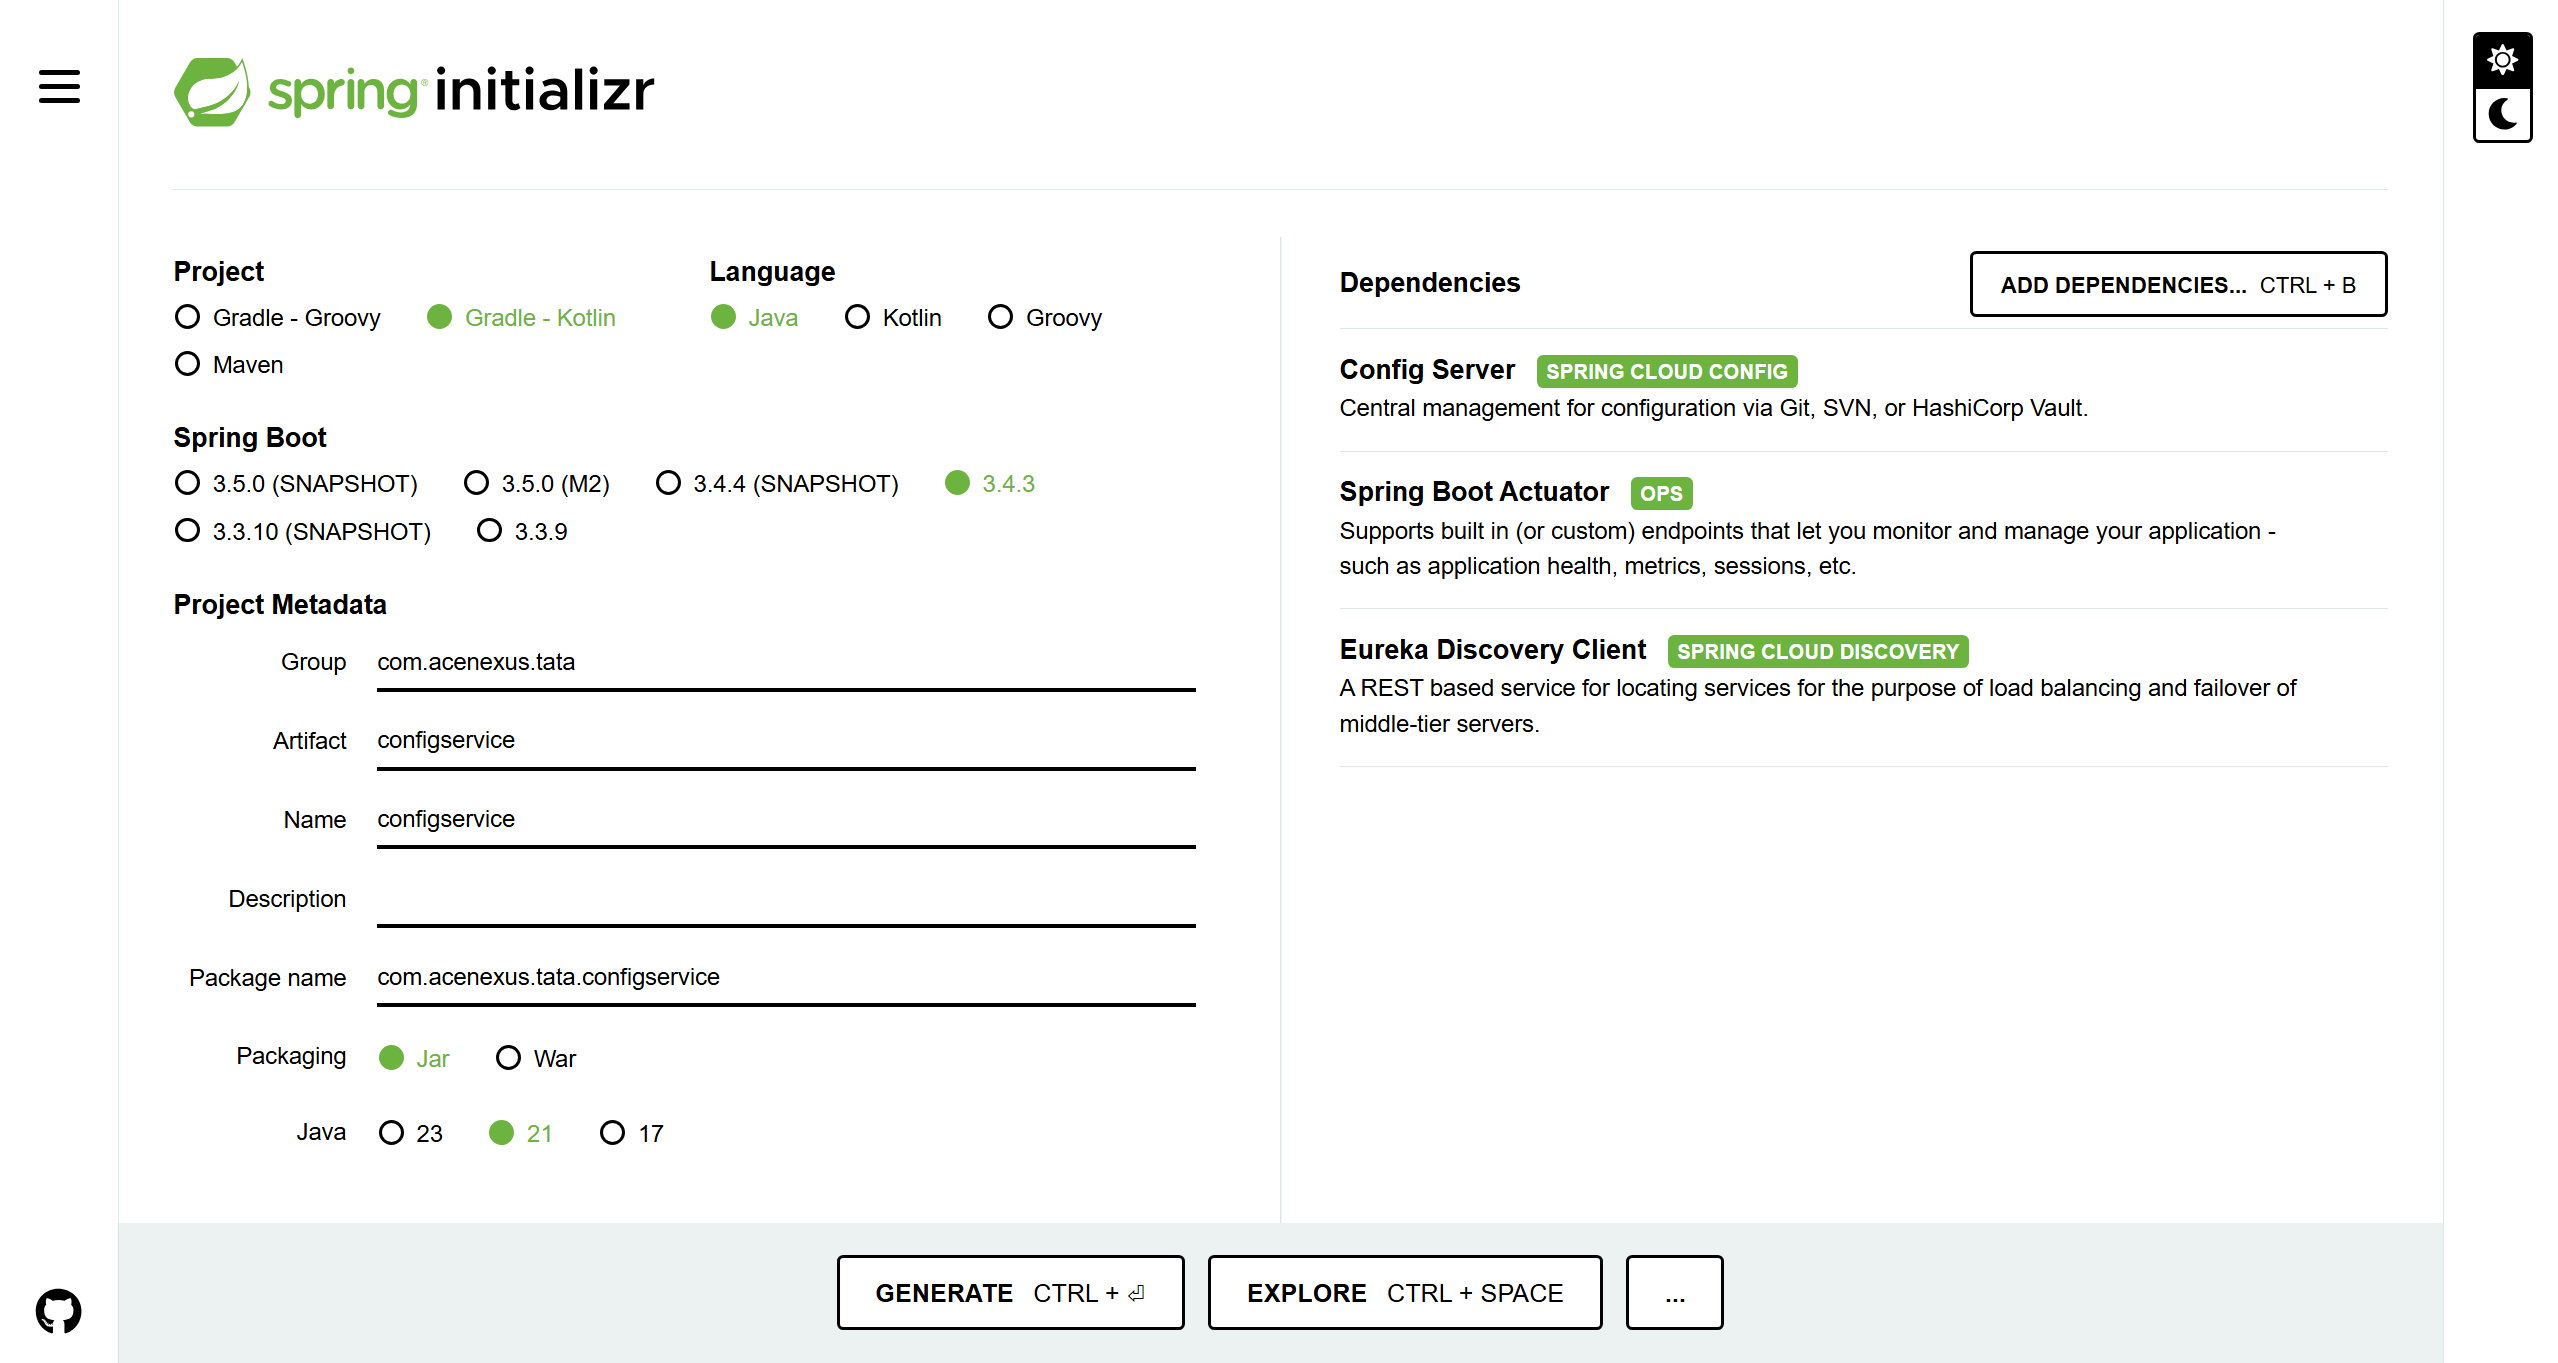 spring® initializr
Project
Gradle - Groovy Gradle - Kotlin
Maven
Language
Java Kotlin Groovy
Spring Boot
3.5.0 (SNAPSHOT) 3.5.0 (M2) 3.4.4 (SNAPSHOT) 3.4.3
3.3.10 (SNAPSHOT) 3.3.9
Project Metadata
Group com.acenexus.tata
Artifact configservice
Name configservice
Description
Package name com.acenexus.tata.configservice
Packaging Jar War
Java 23 21 17
Dependencies ADD DEPENDENCIES... CTRL + B
Config Server SPRING CLOUD CONFIG
Central management for configuration via Git, SVN, or HashiCorp Vault.
Spring Boot Actuator OPS
Supports built in (or custom) endpoints that let you monitor and manage your application -
such as application health, metrics, sessions, etc.
Eureka Discovery Client SPRING CLOUD DISCOVERY
A REST based service for locating services for the purpose of load balancing and failover of
middle-tier servers.
GENERATE CTRL + ⏎ EXPLORE CTRL + SPACE ...